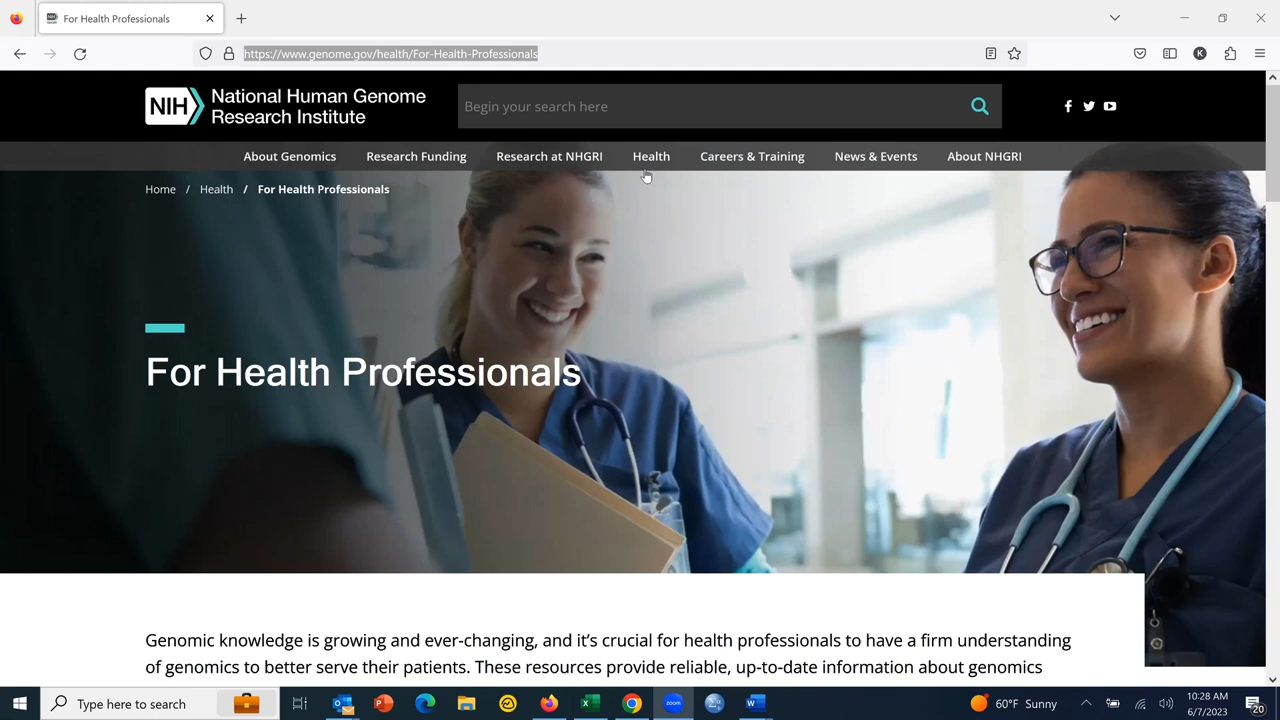 For Health Professionals
https://www.genome.gov/health/For-Health-Professionals
K
NIH National Human Genome
Research Institute
Begin your search here
About Genomics Research Funding Research at NHGRI Health Careers & Training News & Events About NHGRI
Home / Health / For Health Professionals
For Health Professionals
Genomic knowledge is growing and ever-changing, and it's crucial for health professionals to have a firm understanding
of genomics to better serve their patients. These resources provide reliable, up-to-date information about genomics
Type here to search
zoom
60°F Sunny
10:28 AM
6/7/2023
20